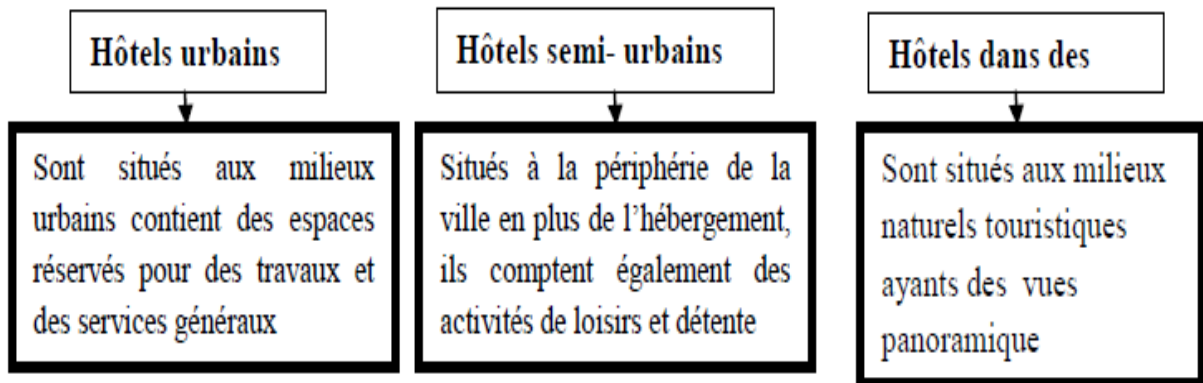 Hôtels urbains
Sont situés aux milieux
urbains contient des espaces
réservés pour des travaux et
des services généraux
Hôtels semi- urbains
Situés à la périphérie de la
ville en plus de l’hébergement,
ils comptent également des
activités de loisirs et détente
Hôtels dans des
Sont situés aux milieux
naturels touristiques
ayants des vues
panoramique